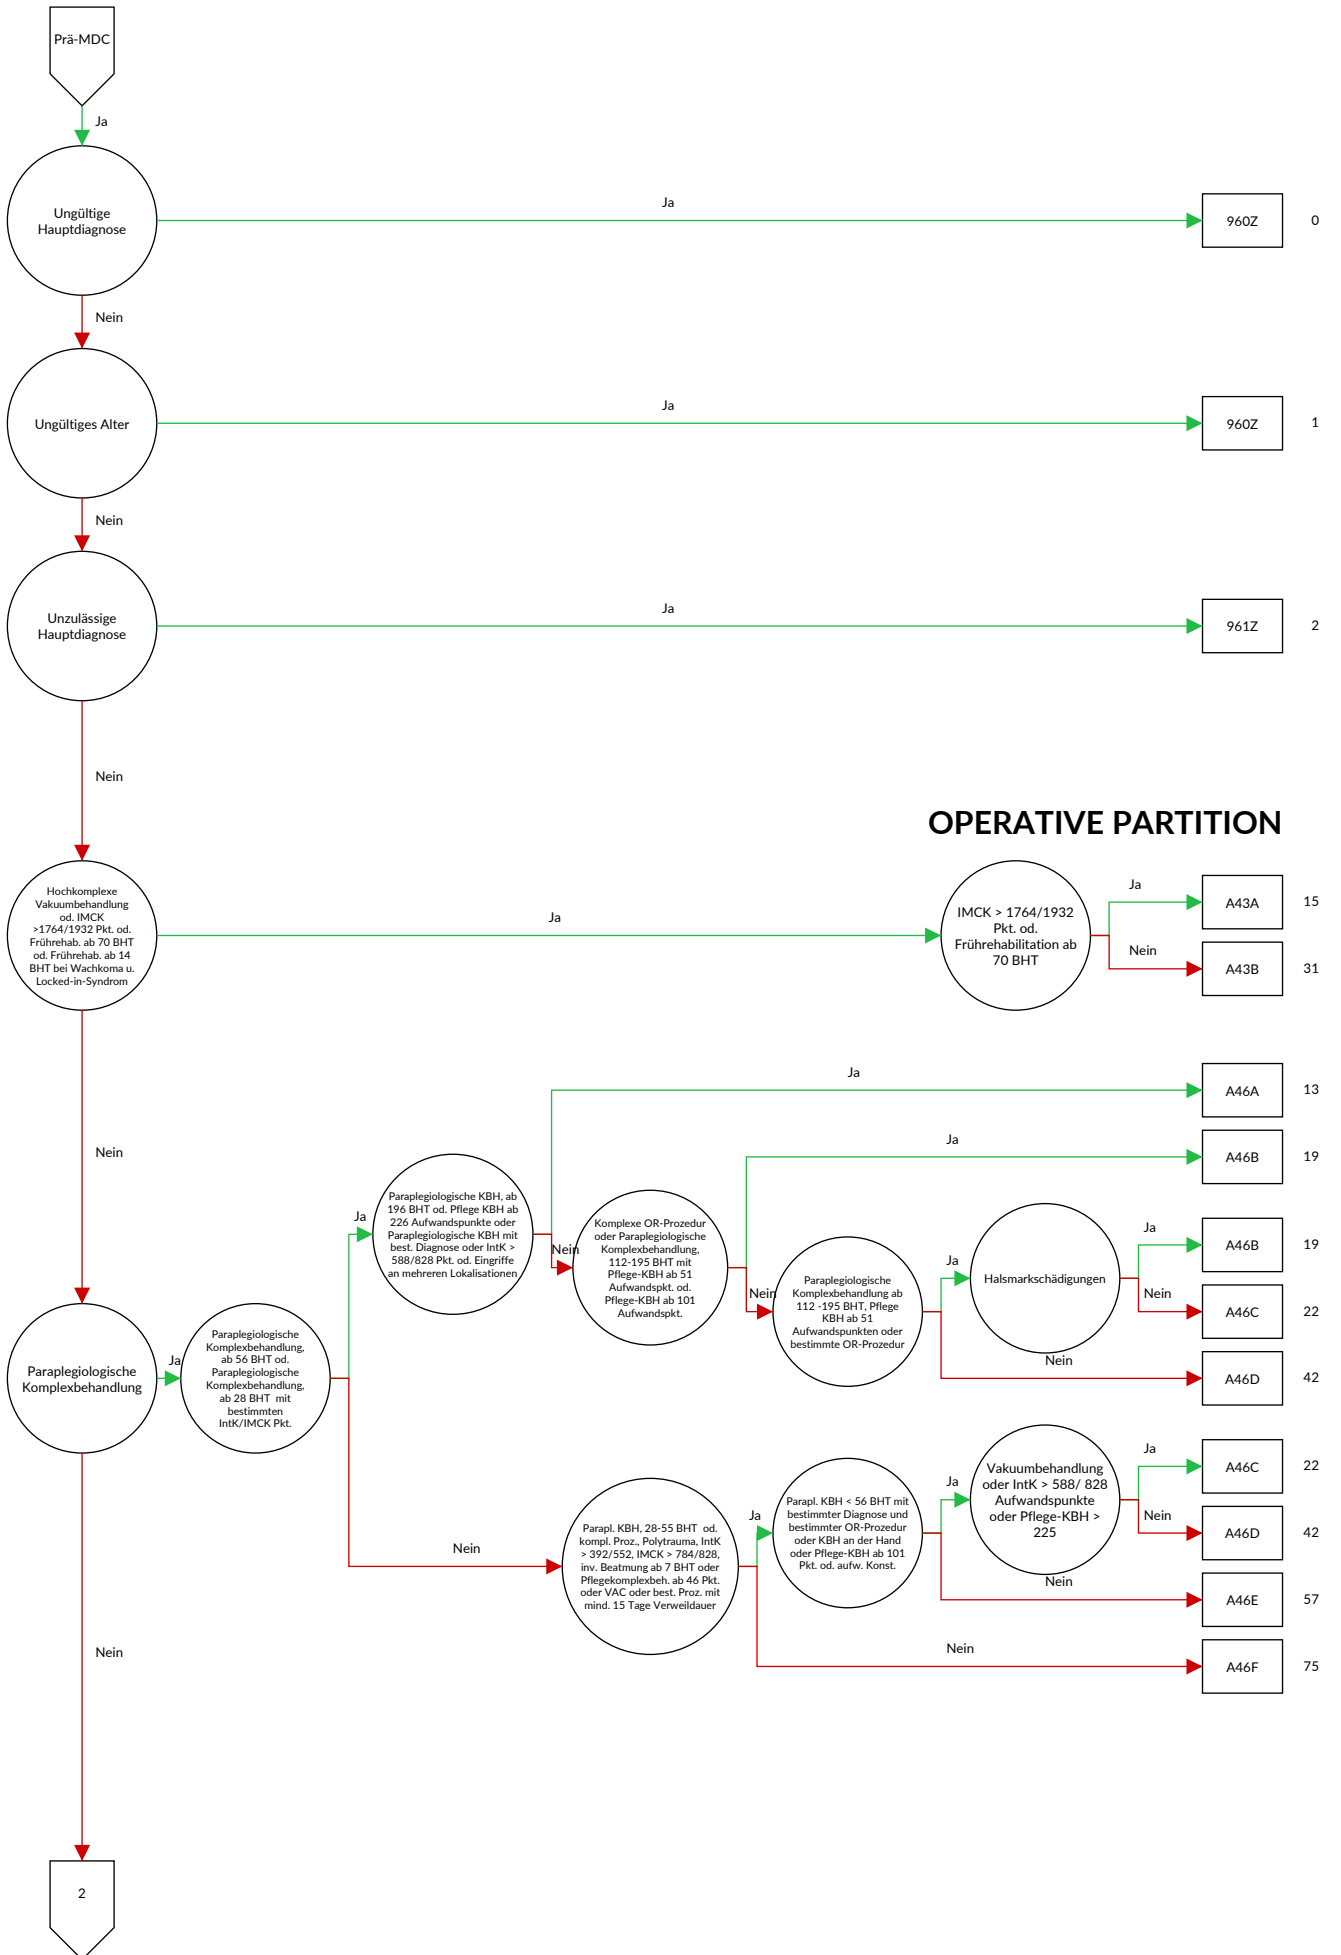 Prä-MDC
Ja
Ungültige
Hauptdiagnose
Ja
960Z
0
Nein
Ungültiges Alter
Ja
960Z
1
Nein
Unzulässige
Hauptdiagnose
Ja
961Z
2
Nein
OPERATIVE PARTITION
Hochkomplexe
Vakuumbehandlung
od. IMCK
>1764/1932 Pkt. od.
Frührehab. ab 70 BHT
od. Frührehab. ab 14
BHT bei Wachkoma u.
Locked-in-Syndrom
Ja
IMCK > 1764/1932
Pkt. od.
Frührehabilitation ab
70 BHT
Ja
A43A
15
Nein
A43B
31
Nein
Paraplegiologische
Komplexbehandlung
Ja
Paraplegiologische
Komplexbehandlung,
ab 56 BHT od.
Paraplegiologische
Komplexbehandlung,
ab 28 BHT mit
bestimmten
IntK/IMCK Pkt.
Ja
Paraplegiologische KBH, ab
196 BHT od. Pflege KBH ab
226 Aufwandspunkte oder
Paraplegiologische KBH mit
best. Diagnose oder IntK >
588/828 Pkt. od. Eingriffe
an mehreren Lokalisationen
Ja
A46A
13
Nein
Komplexe OR-Prozedur
oder Paraplegiologische
Komplexbehandlung,
112-195 BHT mit
Pflege-KBH ab 51
Aufwandspkt. od.
Pflege-KBH ab 101
Aufwandspkt.
Ja
A46B
19
Nein
Paraplegiologische
Komplexbehandlung ab
112 -195 BHT, Pflege
KBH ab 51
Aufwandspunkten oder
bestimmte OR-Prozedur
Ja
Halsmarkschädigungen
Ja
A46B
19
Nein
A46C
22
Nein
A46D
42
Nein
Parapl. KBH, 28-55 BHT od.
kompl. Proz., Polytrauma, IntK
> 392/552, IMCK > 784/828,
inv. Beatmung ab 7 BHT oder
Pflegekomplexbeh. ab 46 Pkt.
oder VAC oder best. Proz. mit
mind. 15 Tage Verweildauer
Ja
Parapl. KBH < 56 BHT mit
bestimmter Diagnose und
bestimmter OR-Prozedur
oder KBH an der Hand
oder Pflege-KBH ab 101
Pkt. od. aufw. Konst.
Ja
Vakuumbehandlung
oder IntK > 588/ 828
Aufwandspunkte
oder Pflege-KBH >
225
Ja
A46C
22
Nein
A46D
42
Nein
A46E
57
Nein
A46F
75
Nein
2